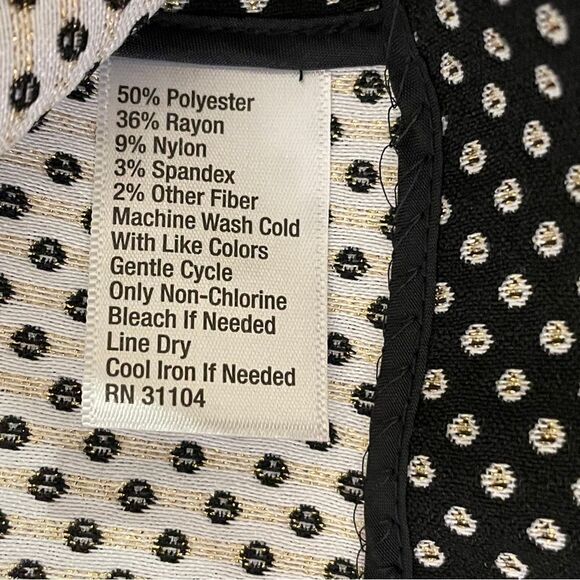 50% Polyester
36% Rayon
9% Nylon
3% Spandex
2% Other Fiber
Machine Wash Cold
With Like Colors
Gentle Cycle
Only Non-Chlorine
Bleach If Needed
Line Dry
Cool Iron If Needed
RN 31104